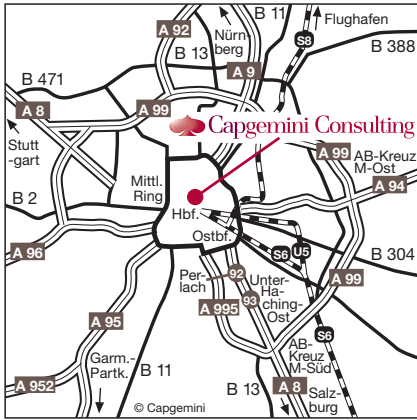 A 92
Nürn-
berg
B 11
Flughafen
B 13
S8
B 388
B 471
A 9
A 8
A 99
Capgemini Consulting
Stutt
-gart
A 99
AB-Kreuz
M-Ost
Mittl.
Ring
A 94
B 2
Hbf.
Ostbf.
A 96
S6
U5
B 304
Per-
lach
92
Unter-
Ha-
ching-
Ost
A 99
93
A 95
A 995
S6
AB-
Kreuz
M-Süd
Garm.-
Partk.
B 11
A 952
B 13
A 8
Salz-
burg
© Capgemini